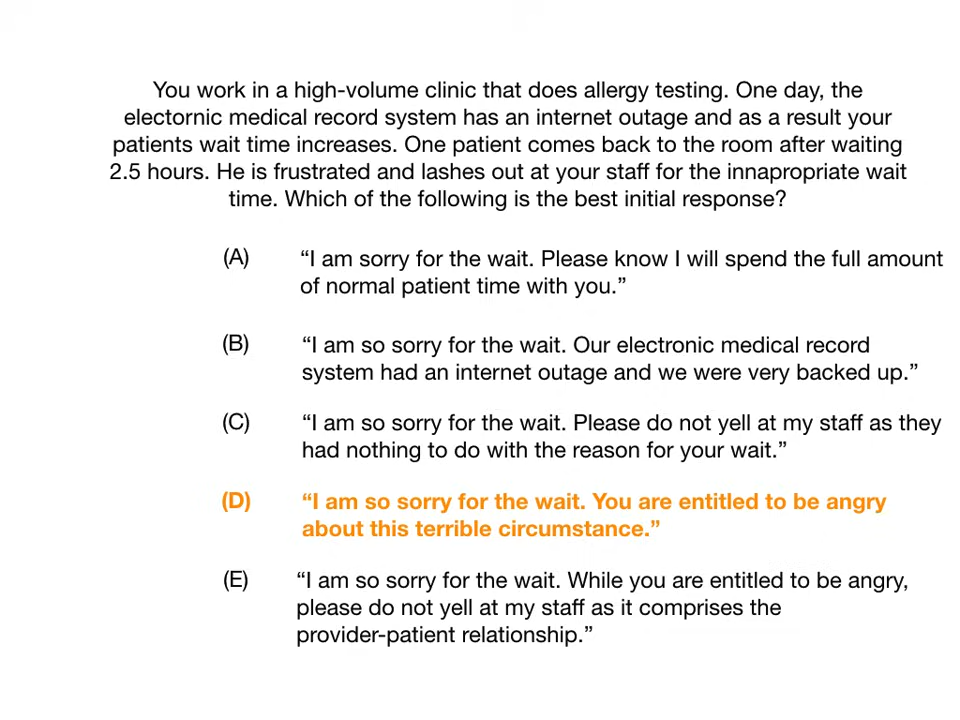 You work in a high-volume clinic that does allergy testing. One day, the
electornic medical record system has an internet outage and as a result your
patients wait time increases. One patient comes back to the room after waiting
2.5 hours. He is frustrated and lashes out at your staff for the innapropriate wait
time. Which of the following is the best initial response?
(A) “I am sorry for the wait. Please know I will spend the full amount
of normal patient time with you.”
(B) “I am so sorry for the wait. Our electronic medical record
system had an internet outage and we were very backed up.”
(C) “I am so sorry for the wait. Please do not yell at my staff as they
had nothing to do with the reason for your wait.”
(D) “I am so sorry for the wait. You are entitled to be angry
about this terrible circumstance.”
(E) “I am so sorry for the wait. While you are entitled to be angry,
please do not yell at my staff as it comprises the
provider-patient relationship.”